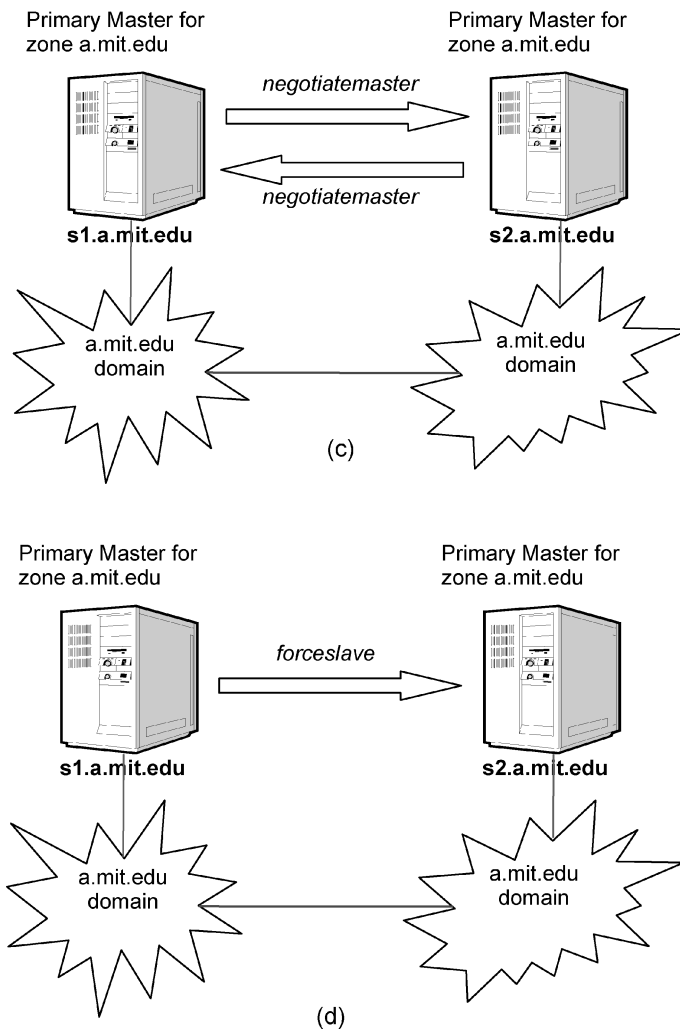 Primary Master for
zone a.mit.edu
Primary Master for
zone a.mit.edu
negotiatemaster
negotiatemaster
s1.a.mit.edu
s2.a.mit.edu
a.mit.edu
domain
a.mit.edu
domain
(c)
Primary Master for
zone a.mit.edu
Primary Master for
zone a.mit.edu
forceslave
s1.a.mit.edu
s2.a.mit.edu
a.mit.edu
domain
a.mit.edu
domain
(d)